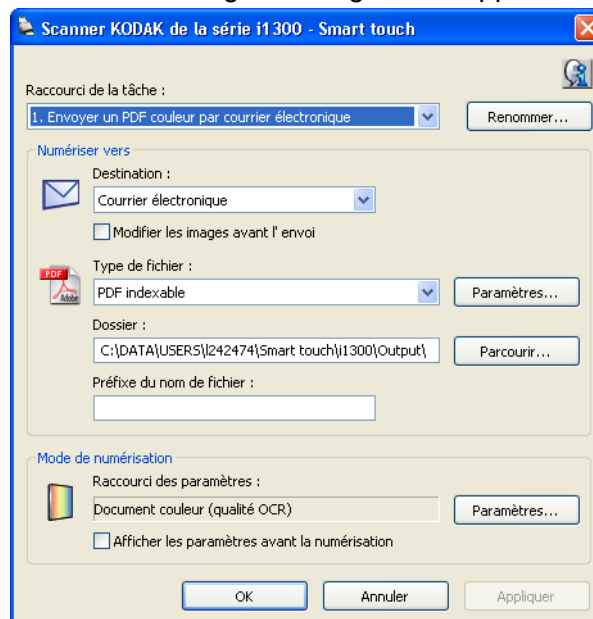 Scanner KODAK de la série i1300 - Smart touch
Raccourci de la tâche :
1. Envoyer un PDF couleur par courrier électronique
Renommer...
Numériser vers
Destination :
Courrier électronique
Modifier les images avant l' envoi
Type de fichier :
PDF
Adobe
PDF indexable
Paramètres...
Dossier :
C:\DATA\USERS\l242474\Smart touch\i1300\Output\
Parcourir...
Préfixe du nom de fichier :
Mode de numérisation
Raccourci des paramètres :
Document couleur (qualité OCR)
Paramètres...
Afficher les paramètres avant la numérisation
OK
Annuler
Appliquer